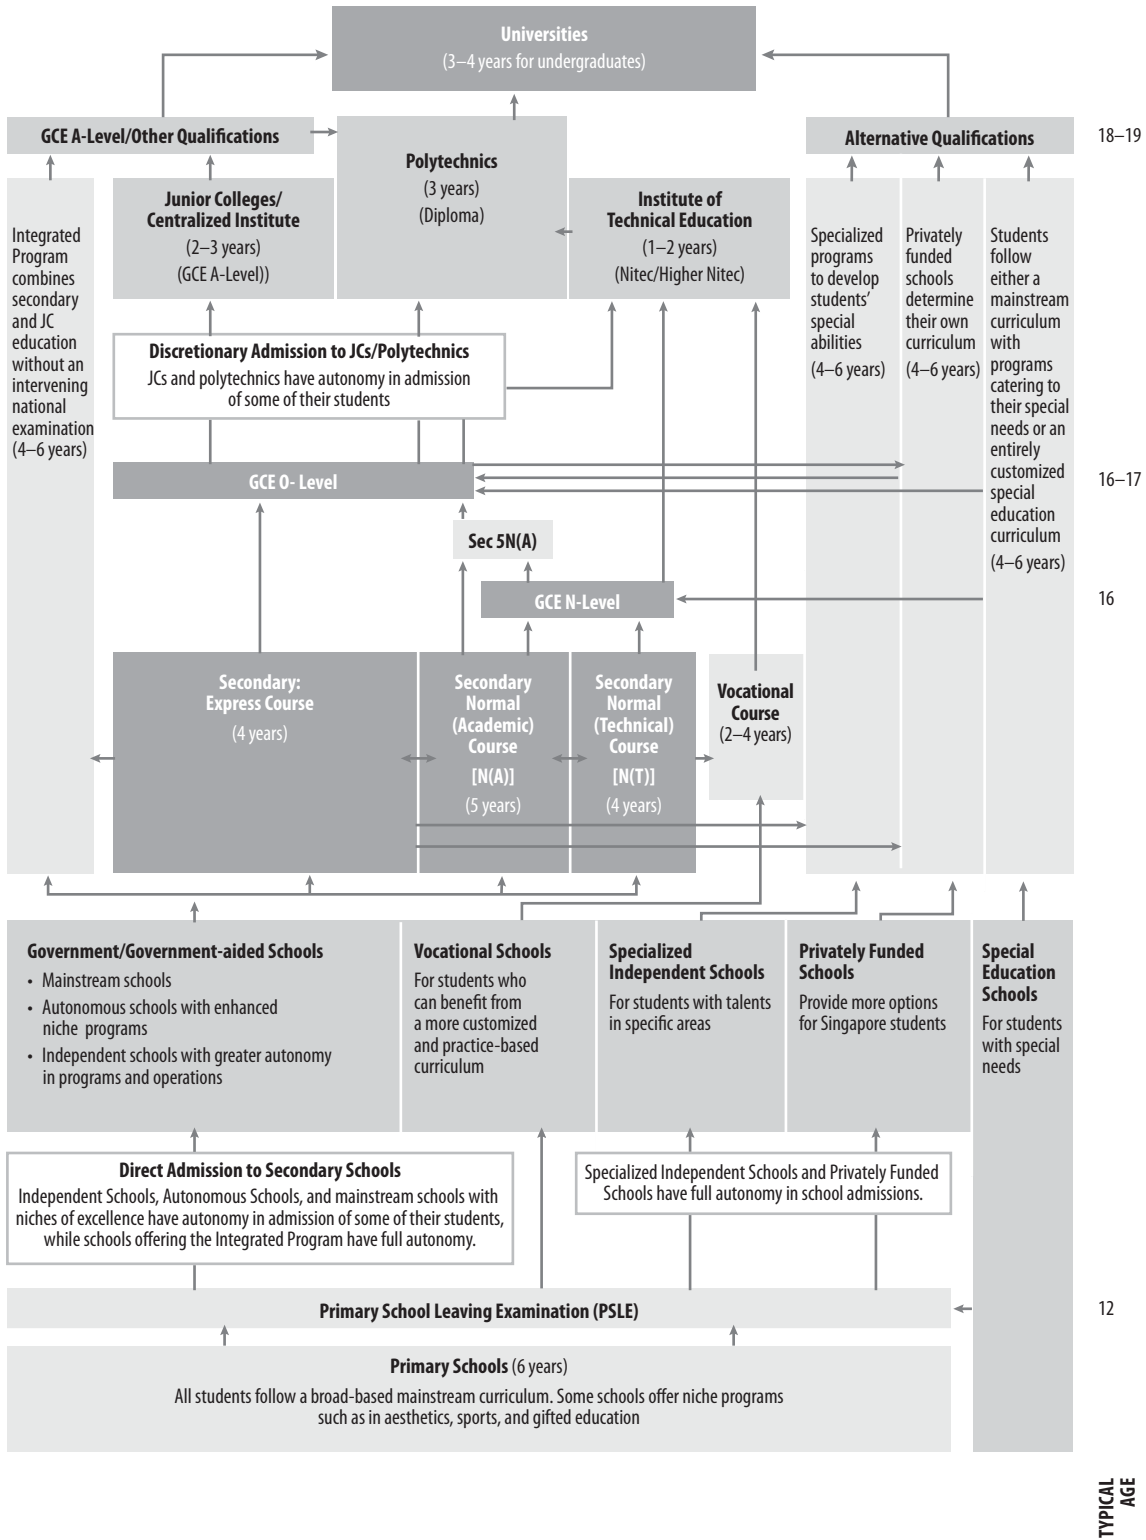 Universities
(3–4 years for undergraduates)
GCE A-Level/Other Qualifications
Alternative Qualifications
18–19
Polytechnics
(3 years)
(Diploma)
Junior Colleges/
Centralized Institute
(2–3 years)
(GCE A-Level))
Institute of
Technical Education
(1–2 years)
(Nitec/Higher Nitec)
Integrated
Program
combines
secondary
and JC
education
without an
intervening
national
examination
(4–6 years)
Specialized
programs
to develop
students’
special
abilities
(4–6 years)
Privately
funded
schools
determine
their own
curriculum
(4–6 years)
Students
follow
either a
mainstream
curriculum
with
programs
catering to
their special
needs or an
entirely
customized
special
education
curriculum
(4–6 years)
Discretionary Admission to JCs/Polytechnics
JCs and polytechnics have autonomy in admission
of some of their students
GCE O- Level
16–17
Sec 5N(A)
GCE N-Level
16
Secondary:
Express Course
(4 years)
Secondary
Normal
(Academic)
Course
[N(A)]
(5 years)
Secondary
Normal
(Technical)
Course
[N(T)]
(4 years)
Vocational
Course
(2–4 years)
Government/Government-aided Schools
• Mainstream schools
• Autonomous schools with enhanced
niche programs
• Independent schools with greater autonomy
in programs and operations
Vocational Schools
For students who
can benefit from
a more customized
and practice-based
curriculum
Specialized
Independent Schools
For students with talents
in specific areas
Privately Funded
Schools
Provide more options
for Singapore students
Special
Education
Schools
For students
with special
needs
Direct Admission to Secondary Schools
Independent Schools, Autonomous Schools, and mainstream schools with
niches of excellence have autonomy in admission of some of their students,
while schools offering the Integrated Program have full autonomy.
Specialized Independent Schools and Privately Funded
Schools have full autonomy in school admissions.
Primary School Leaving Examination (PSLE)
12
Primary Schools (6 years)
All students follow a broad-based mainstream curriculum. Some schools offer niche programs
such as in aesthetics, sports, and gifted education
TYPICAL
AGE